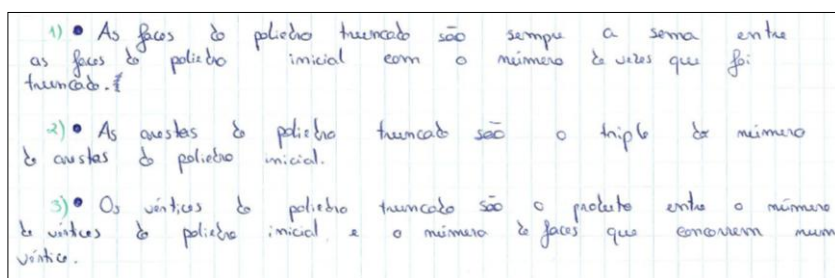 1) • As faces do poliedro truncado são sempre a soma entre
as faces do poliedro inicial com o número de vezes que foi
truncado.
2) • As arestas do poliedro truncado são o triplo do número
de arestas do poliedro inicial.
3) • Os vértices do poliedro truncado são o produto entre o número
de vértices do poliedro inicial e o número de faces que concorrem num
vértice.